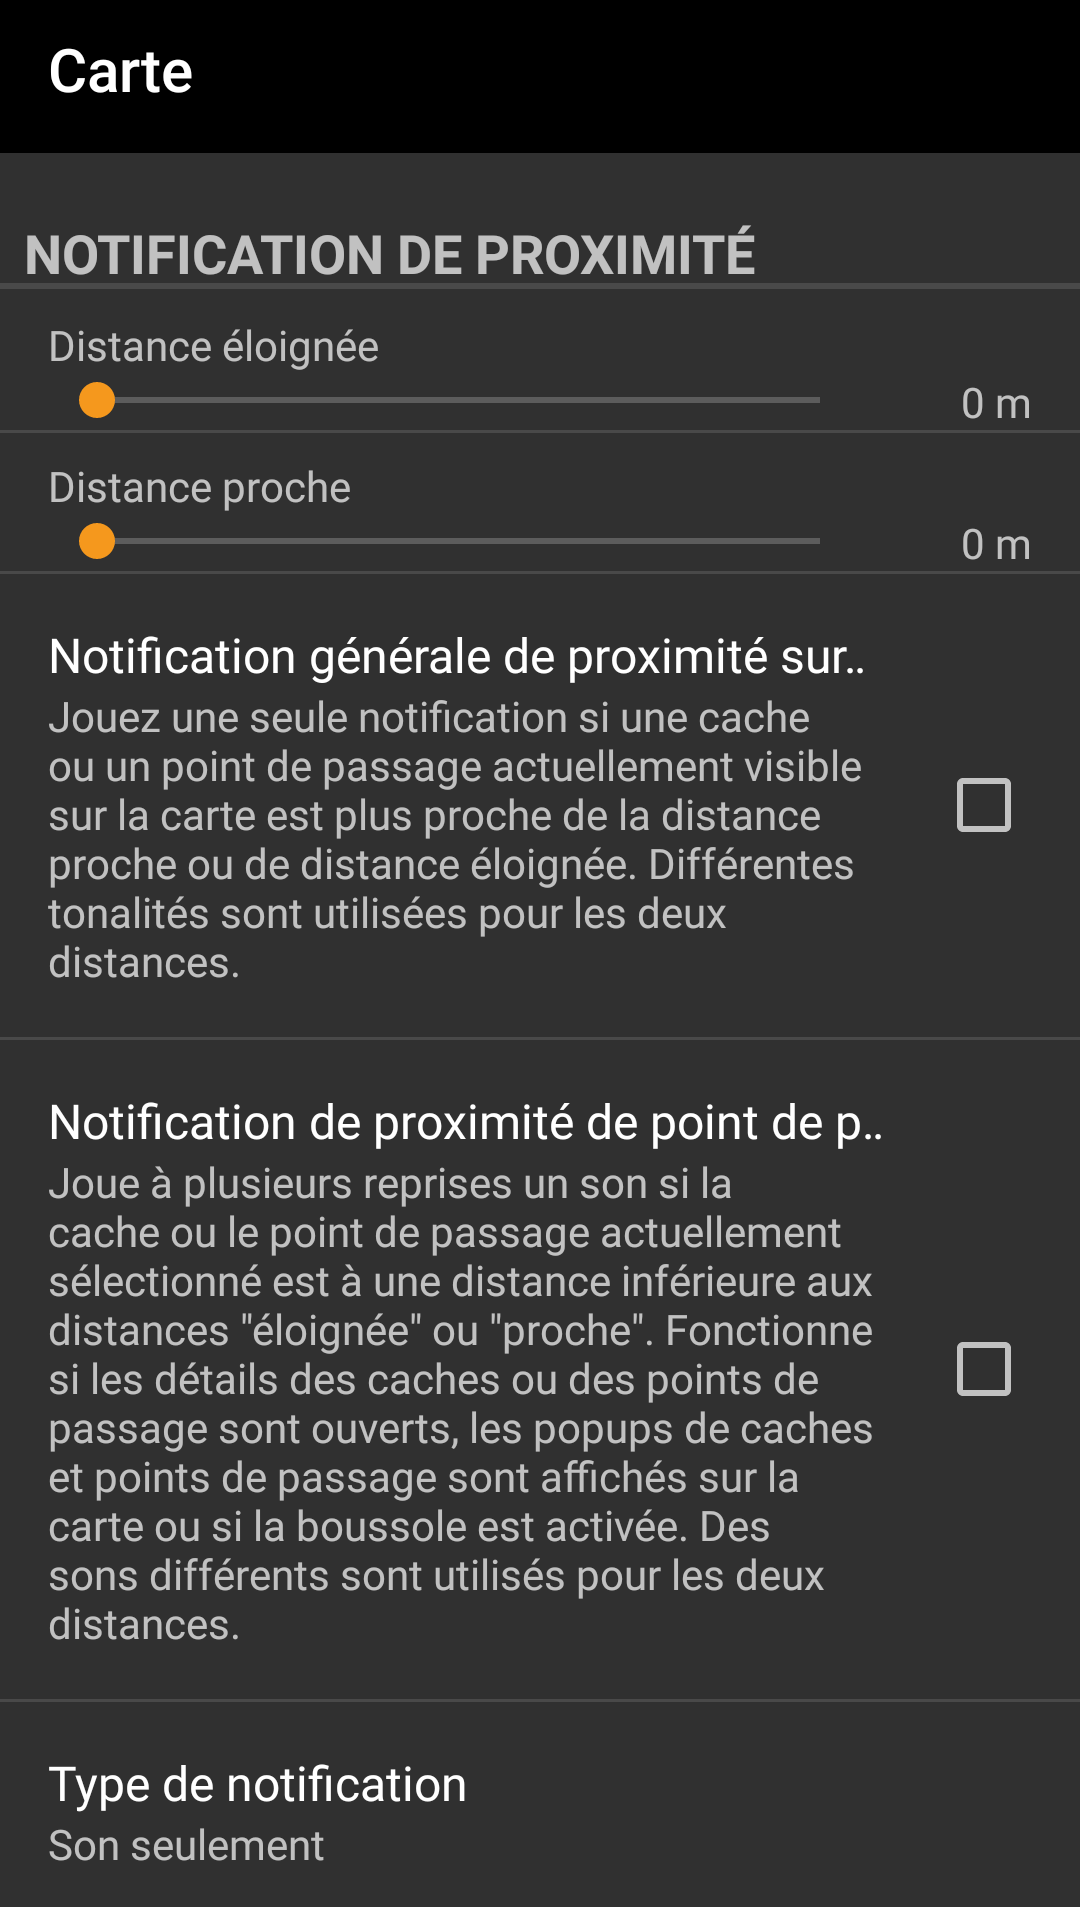 Carte
NOTIFICATION DE PROXIMITÉ
Distance éloignée
0 m
Distance proche
0 m
Notification générale de proximité sur..
Jouez une seule notification si une cache
ou un point de passage actuellement visible
sur la carte est plus proche de la distance
proche ou de distance éloignée. Différentes
tonalités sont utilisées pour les deux
distances.
Notification de proximité de point de p..
Joue à plusieurs reprises un son si la
cache ou le point de passage actuellement
sélectionné est à une distance inférieure aux
distances "éloignée" ou "proche". Fonctionne
si les détails des caches ou des points de
passage sont ouverts, les popups de caches
et points de passage sont affichés sur la
carte ou si la boussole est activée. Des
sons différents sont utilisés pour les deux
distances.
Type de notification
Son seulement